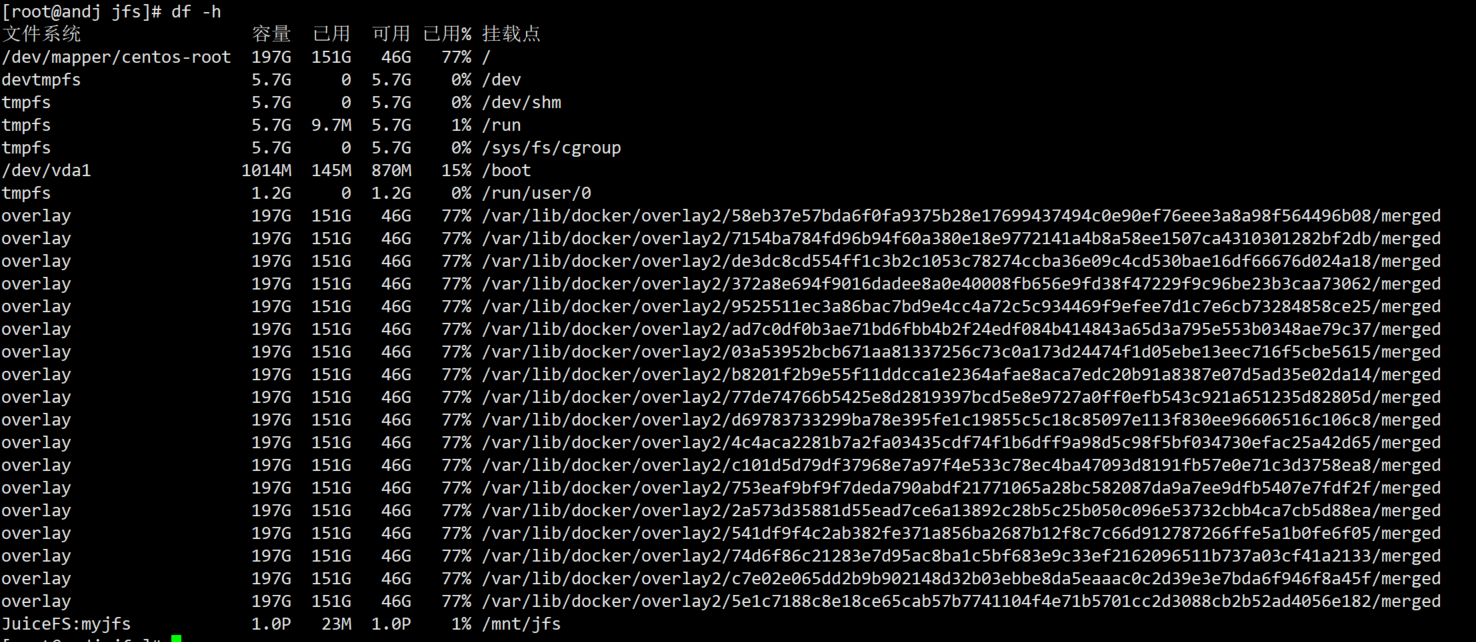 [root@andj jfs]# df -h
文件系统 容量 已用 可用 已用% 挂载点
/dev/mapper/centos-root 197G 151G 46G 77% /
devtmpfs 5.7G 0 5.7G 0% /dev
tmpfs 5.7G 0 5.7G 0% /dev/shm
tmpfs 5.7G 9.7M 5.7G 1% /run
tmpfs 5.7G 0 5.7G 0% /sys/fs/cgroup
/dev/vda1 1014M 145M 870M 15% /boot
tmpfs 1.2G 0 1.2G 0% /run/user/0
overlay 197G 151G 46G 77% /var/lib/docker/overlay2/58eb37e57bda6f0fa9375b28e17699437494c0e90ef76eee3a8a98f564496b08/merged
overlay 197G 151G 46G 77% /var/lib/docker/overlay2/7154ba784fd96b94f60a380e18e9772141a4b8a58ee1507ca4310301282bf2db/merged
overlay 197G 151G 46G 77% /var/lib/docker/overlay2/de3dc8cd554ff1c3b2c1053c78274ccba36e09c4cd530bae16df66676d024a18/merged
overlay 197G 151G 46G 77% /var/lib/docker/overlay2/372a8e694f9016dadee8a0e40008fb656e9fd38f47229f9c96be23b3caa73062/merged
overlay 197G 151G 46G 77% /var/lib/docker/overlay2/9525511ec3a86bac7bd9e4cc4a72c5c934469f9efee7d1c7e6cb73284858ce25/merged
overlay 197G 151G 46G 77% /var/lib/docker/overlay2/ad7c0df0b3ae71bd6fbb4b2f24edf084b414843a65d3a795e553b0348ae79c37/merged
overlay 197G 151G 46G 77% /var/lib/docker/overlay2/03a53952bcb671aa81337256c73c0a173d24474f1d05ebe13eec716f5cbe5615/merged
overlay 197G 151G 46G 77% /var/lib/docker/overlay2/b8201f2b9e55f11ddcca1e2364afae8aca7edc20b91a8387e07d5ad35e02da14/merged
overlay 197G 151G 46G 77% /var/lib/docker/overlay2/77de74766b5425e8d2819397bcd5e8e9727a0ff0efb543c921a651235d82805d/merged
overlay 197G 151G 46G 77% /var/lib/docker/overlay2/d69783733299ba78e395fe1c19855c5c18c85097e113f830ee96606516c106c8/merged
overlay 197G 151G 46G 77% /var/lib/docker/overlay2/4c4aca2281b7a2fa03435cdf74f1b6dff9a98d5c98f5bf034730efac25a42d65/merged
overlay 197G 151G 46G 77% /var/lib/docker/overlay2/c101d5d79df37968e7a97f4e533c78ec4ba47093d8191fb57e0e71c3d3758ea8/merged
overlay 197G 151G 46G 77% /var/lib/docker/overlay2/753eaf9bf9f7deda790abdf21771065a28bc582087da9a7ee9dfb5407e7fdf2f/merged
overlay 197G 151G 46G 77% /var/lib/docker/overlay2/2a573d35881d55ead7ce6a13892c28b5c25b050c096e53732cbb4ca7cb5d88ea/merged
overlay 197G 151G 46G 77% /var/lib/docker/overlay2/541df9f4c2ab382fe371a856ba2687b12f8c7c66d912787266ffe5a1b0fe6f05/merged
overlay 197G 151G 46G 77% /var/lib/docker/overlay2/74d6f86c21283e7d95ac8ba1c5bf683e9c33ef2162096511b737a03cf41a2133/merged
overlay 197G 151G 46G 77% /var/lib/docker/overlay2/c7e02e065dd2b9b902148d32b03ebbe8da5eaaac0c2d39e3e7bda6f946f8a45f/merged
overlay 197G 151G 46G 77% /var/lib/docker/overlay2/5e1c7188c8e18ce65cab57b7741104f4e71b5701cc2d3088cb2b52ad4056e182/merged
JuiceFS:myjfs 1.0P 23M 1.0P 1% /mnt/jfs